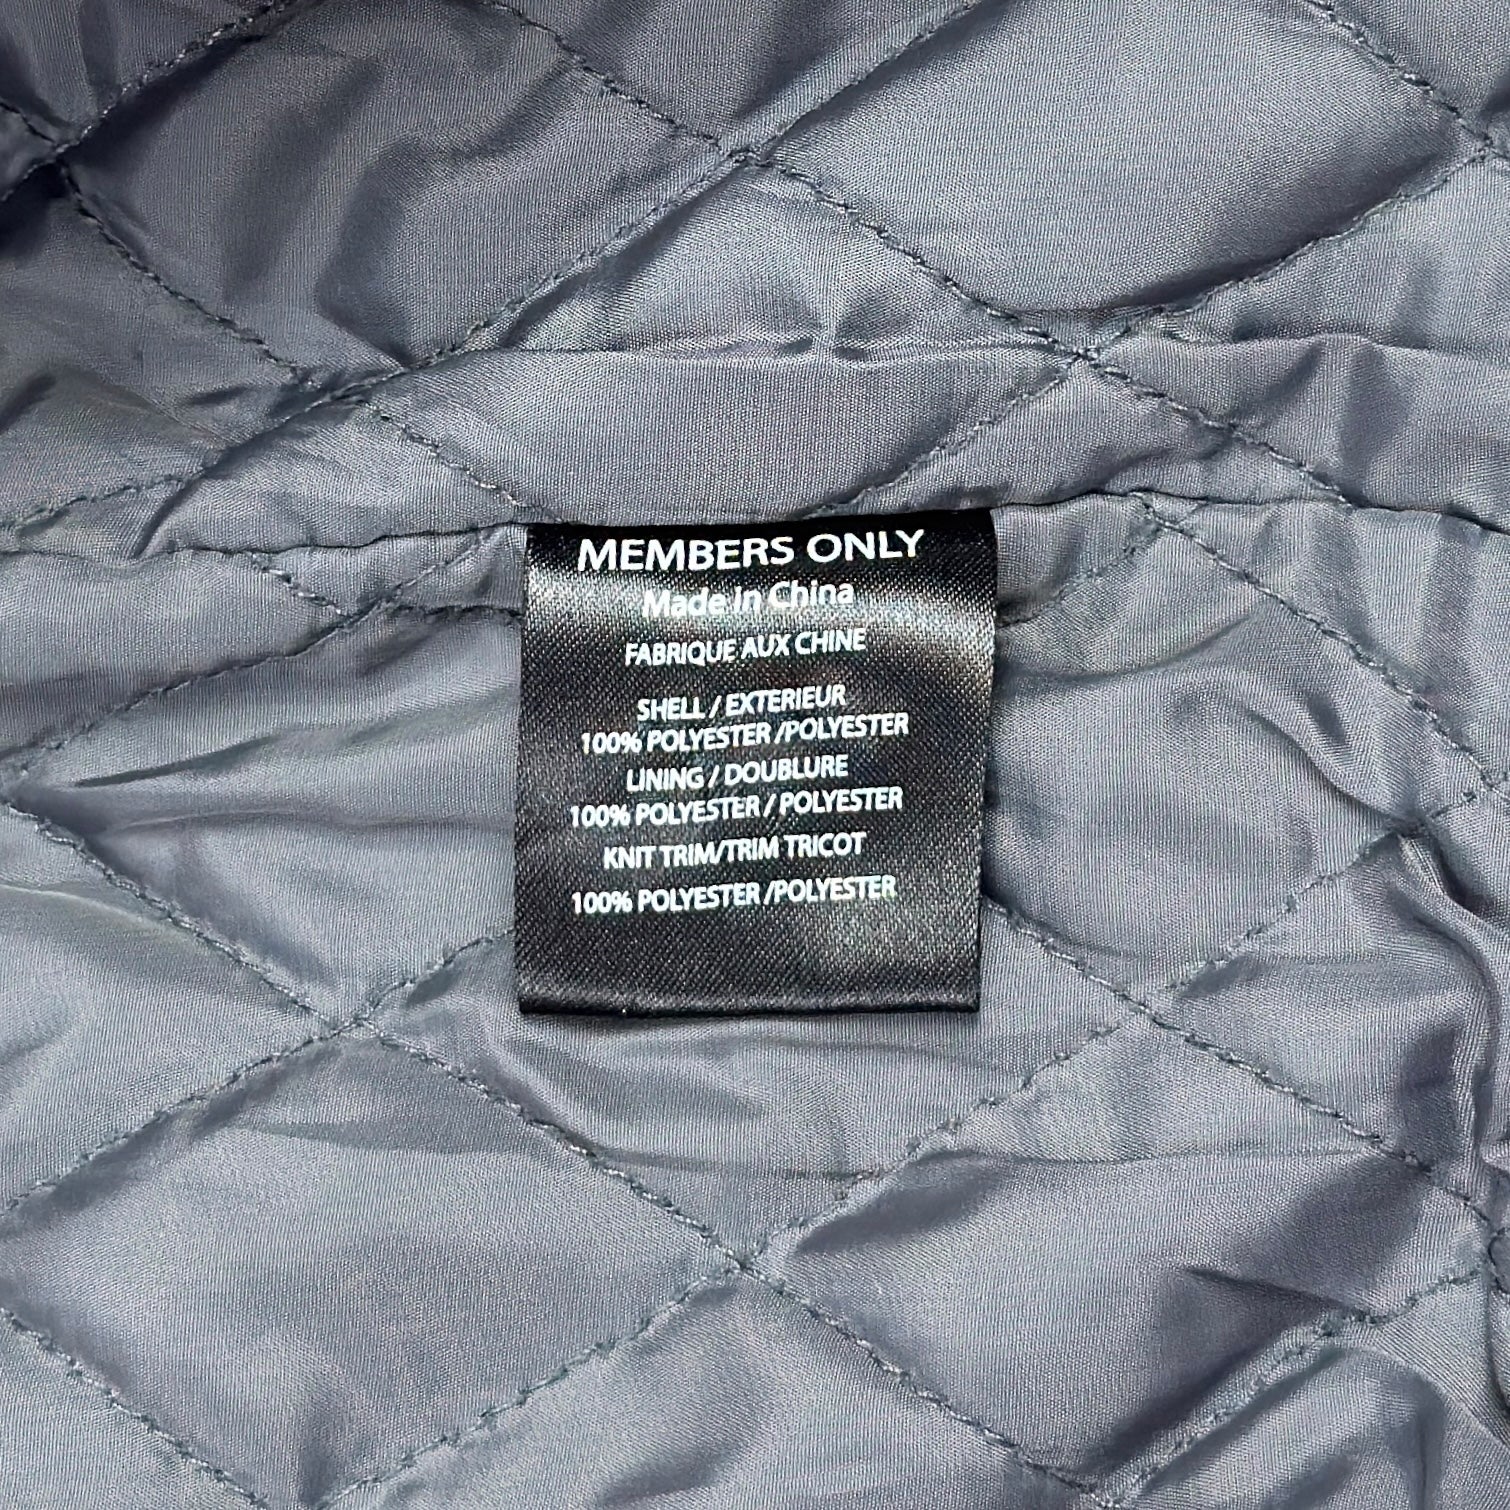 MEMBERS ONLY
Made in China
FABRIQUE AUX CHINE
SHELL / EXTERIEUR
100% POLYESTER /POLYESTER
LINING / DOUBLURE
100% POLYESTER / POLYESTER
KNIT TRIM/TRIM TRICOT
100% POLYESTER /POLYESTER